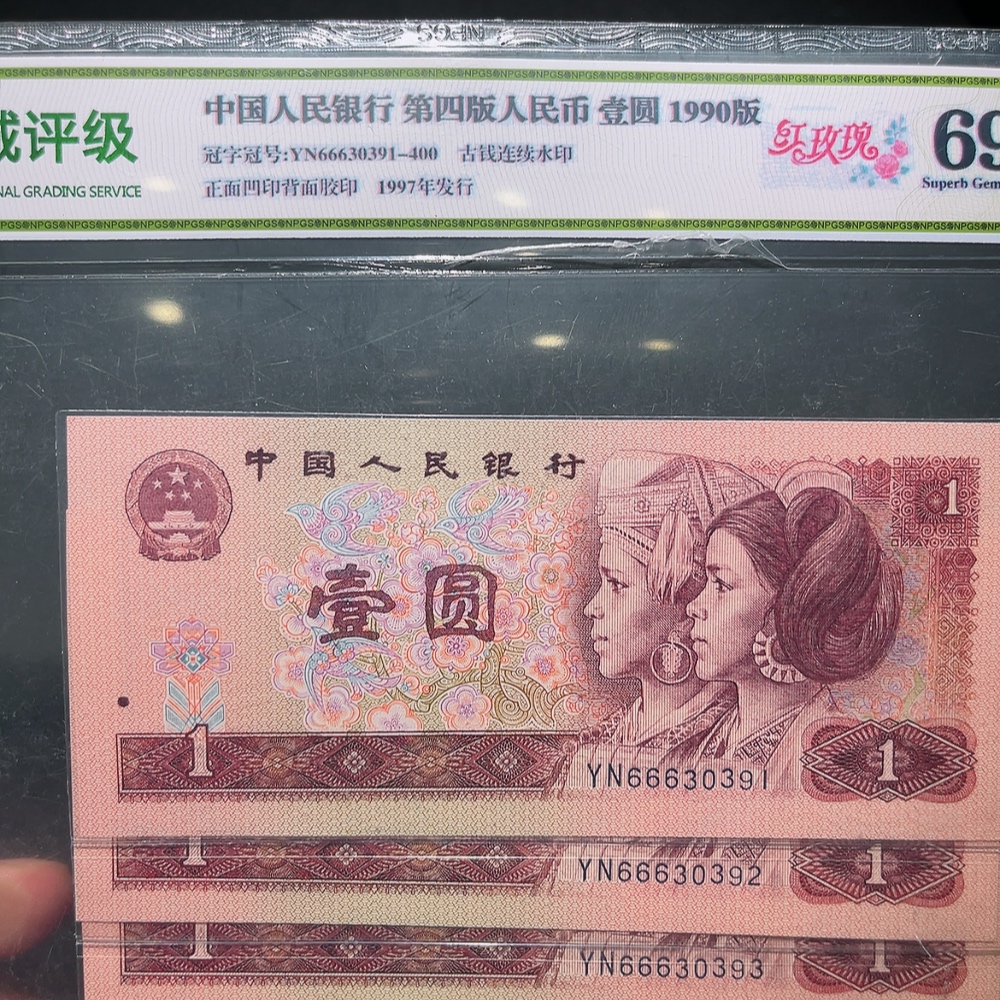 NPGS
中国人民银行 第四版人民币 壹圆 1990版
评级
冠字冠号:YN66630391-400 古钱连续水印
GRADING SERVICE
正面凹印背面胶印 1997年发行
红玫瑰
69
Superb Gem
中国人民银行
1
壹圆
1
YN66630391
1
1
YN66630392
1
1
YN66630393
1